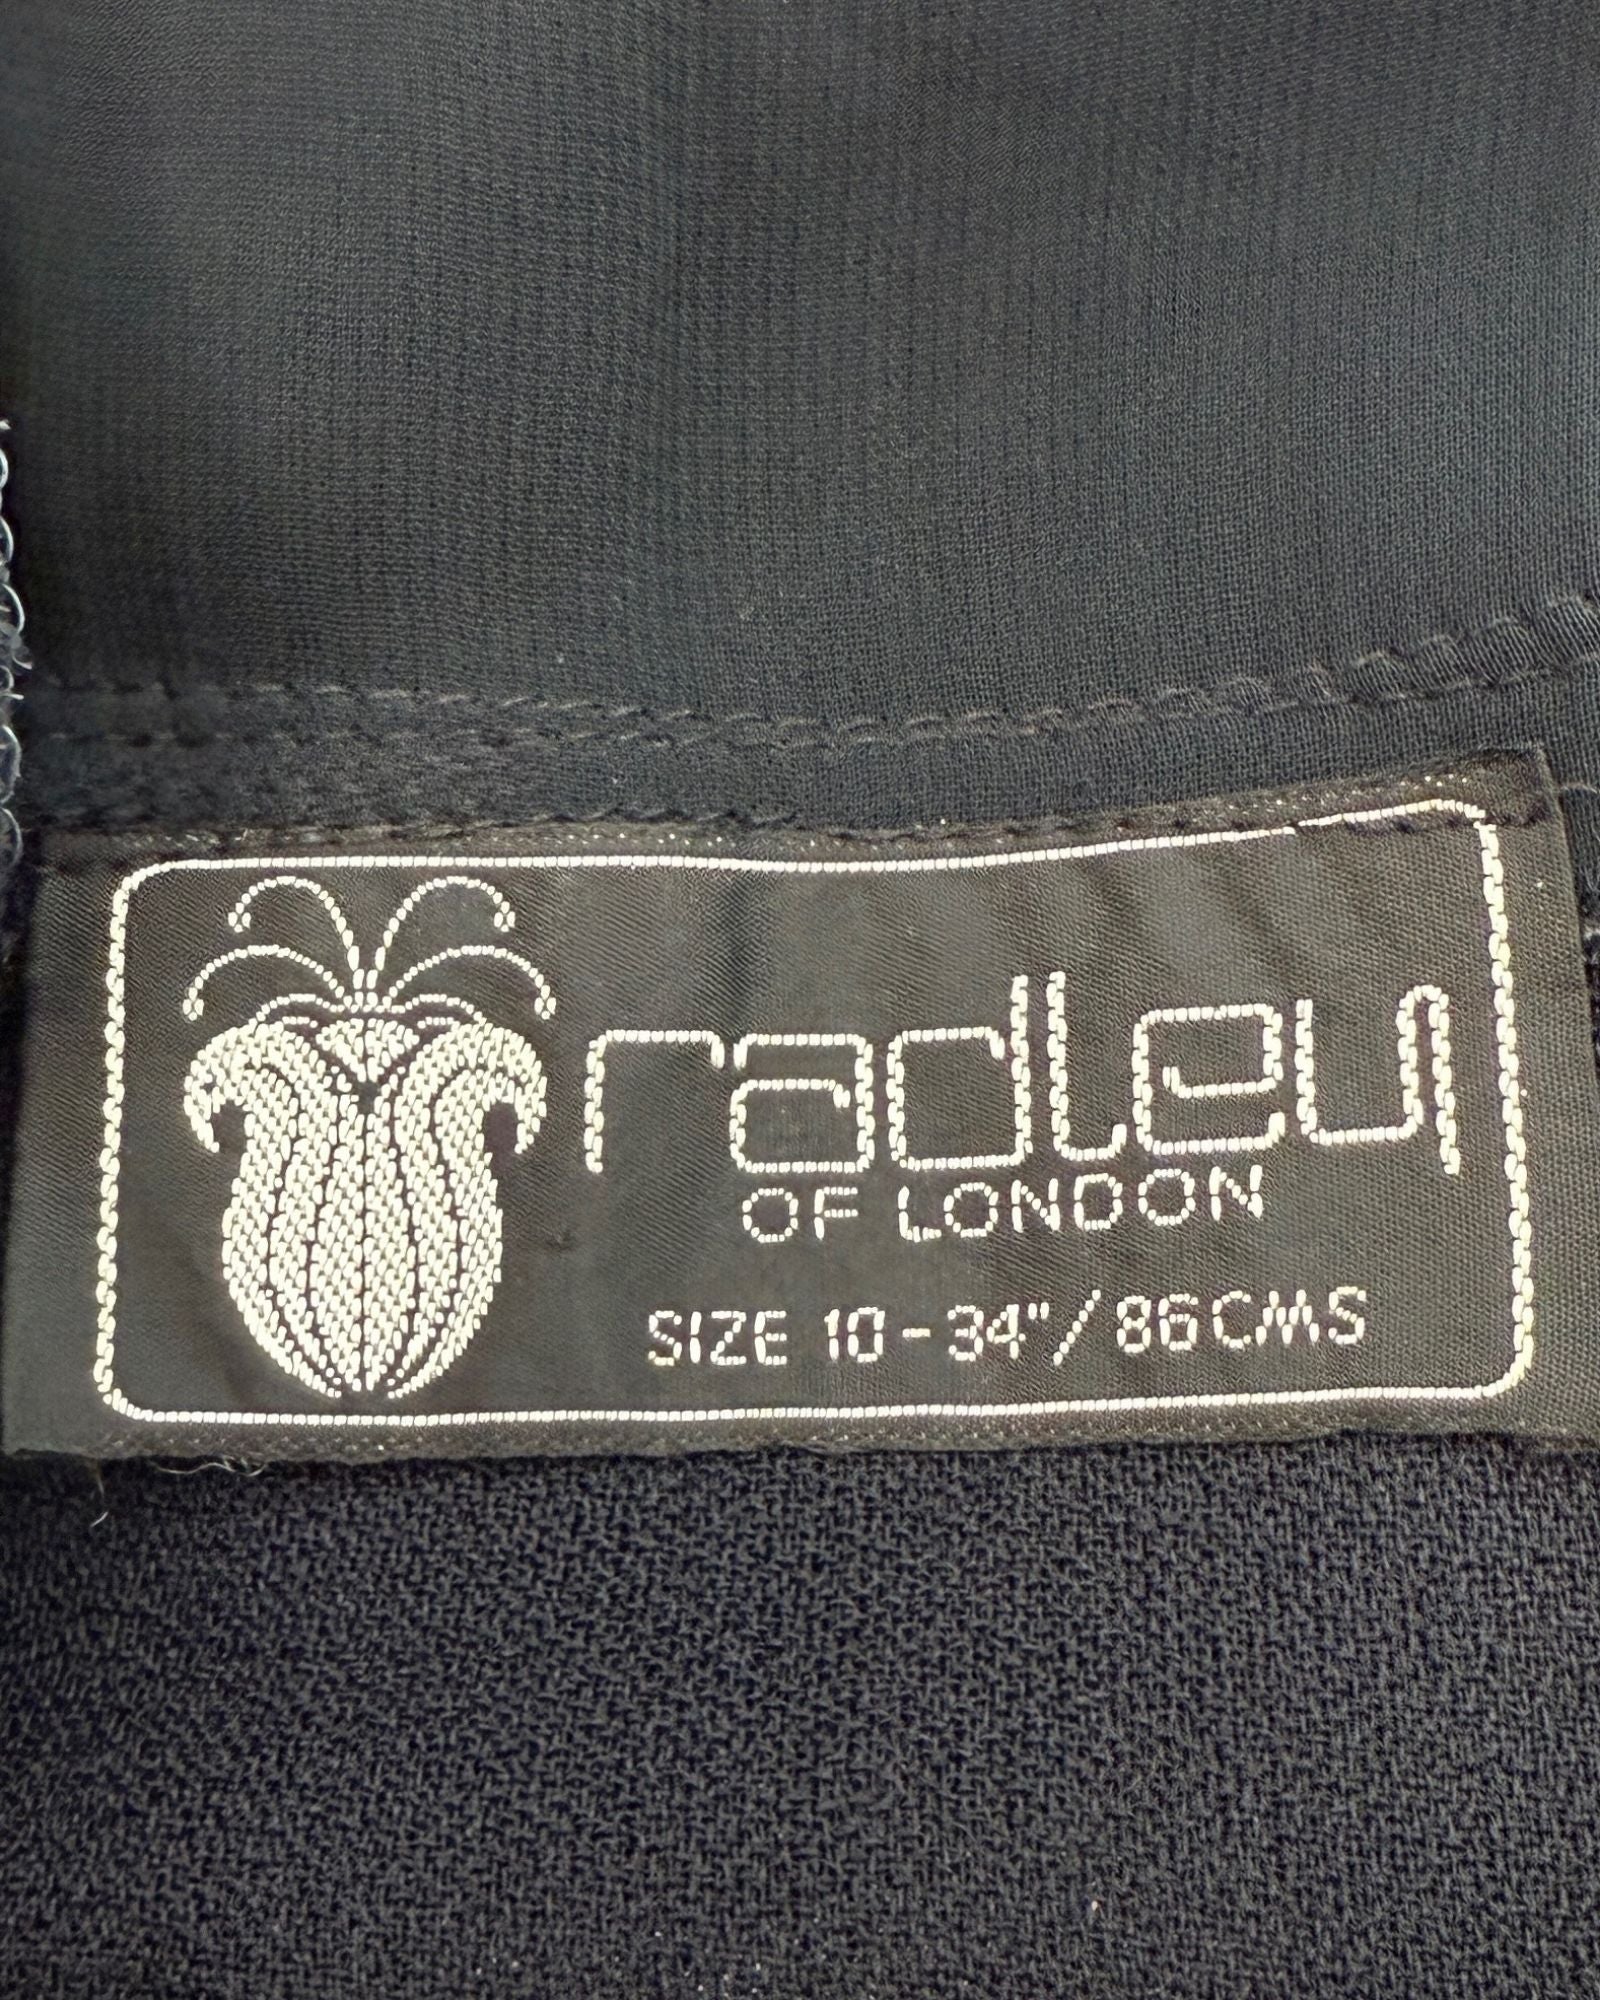 radley
OF LONDON
SIZE 10-34"/86CMS